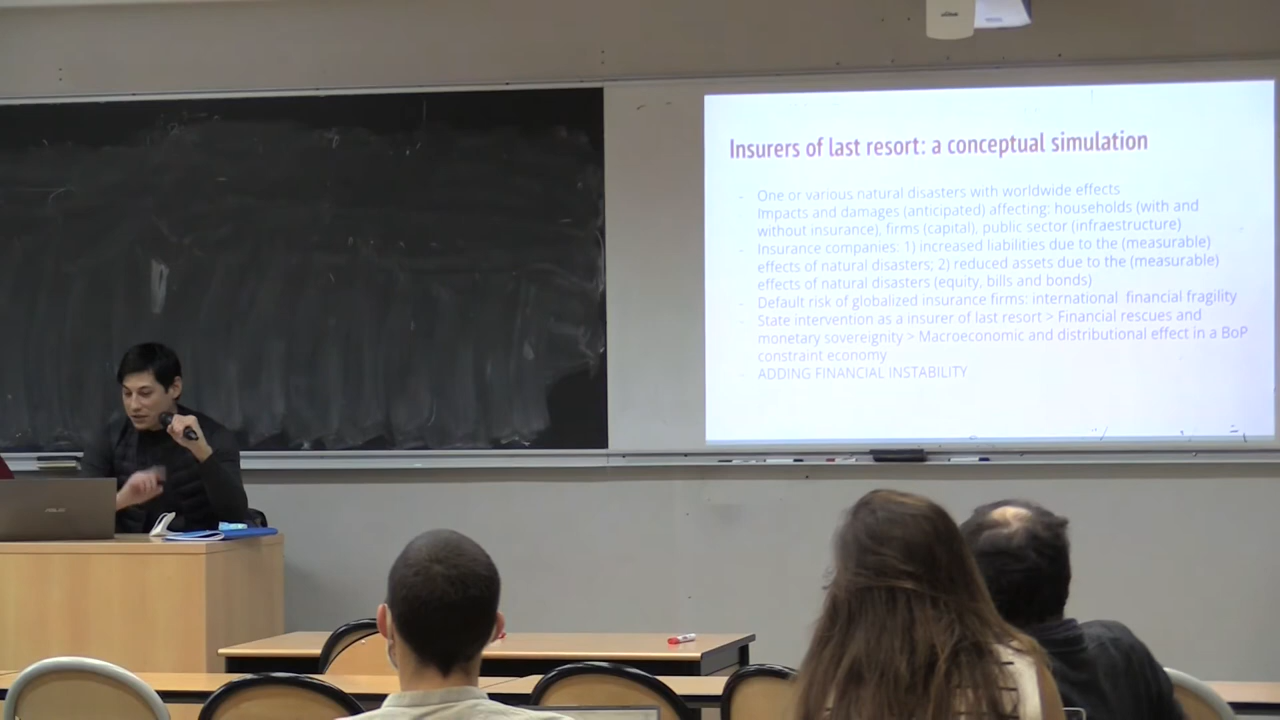 Insurers of last resort: a conceptual simulation
- One or various natural disasters with worldwide effects
Impacts and damages (anticipated) affecting: households (with and
without insurance), firms (capital), public sector (infraestructure)
- Insurance companies: 1) increased liabilities due to the (measurable)
effects of natural disasters; 2) reduced assets due to the (measurable)
effects of natural disasters (equity, bills and bonds)
- Default risk of globalized insurance firms: international financial fragility
- State intervention as a insurer of last resort > Financial rescues and
monetary sovereignity > Macroeconomic and distributional effect in a BoP
constraint economy
- ADDING FINANCIAL INSTABILITY
ASUS